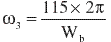 ω₃ = 115 × 2π / W_b